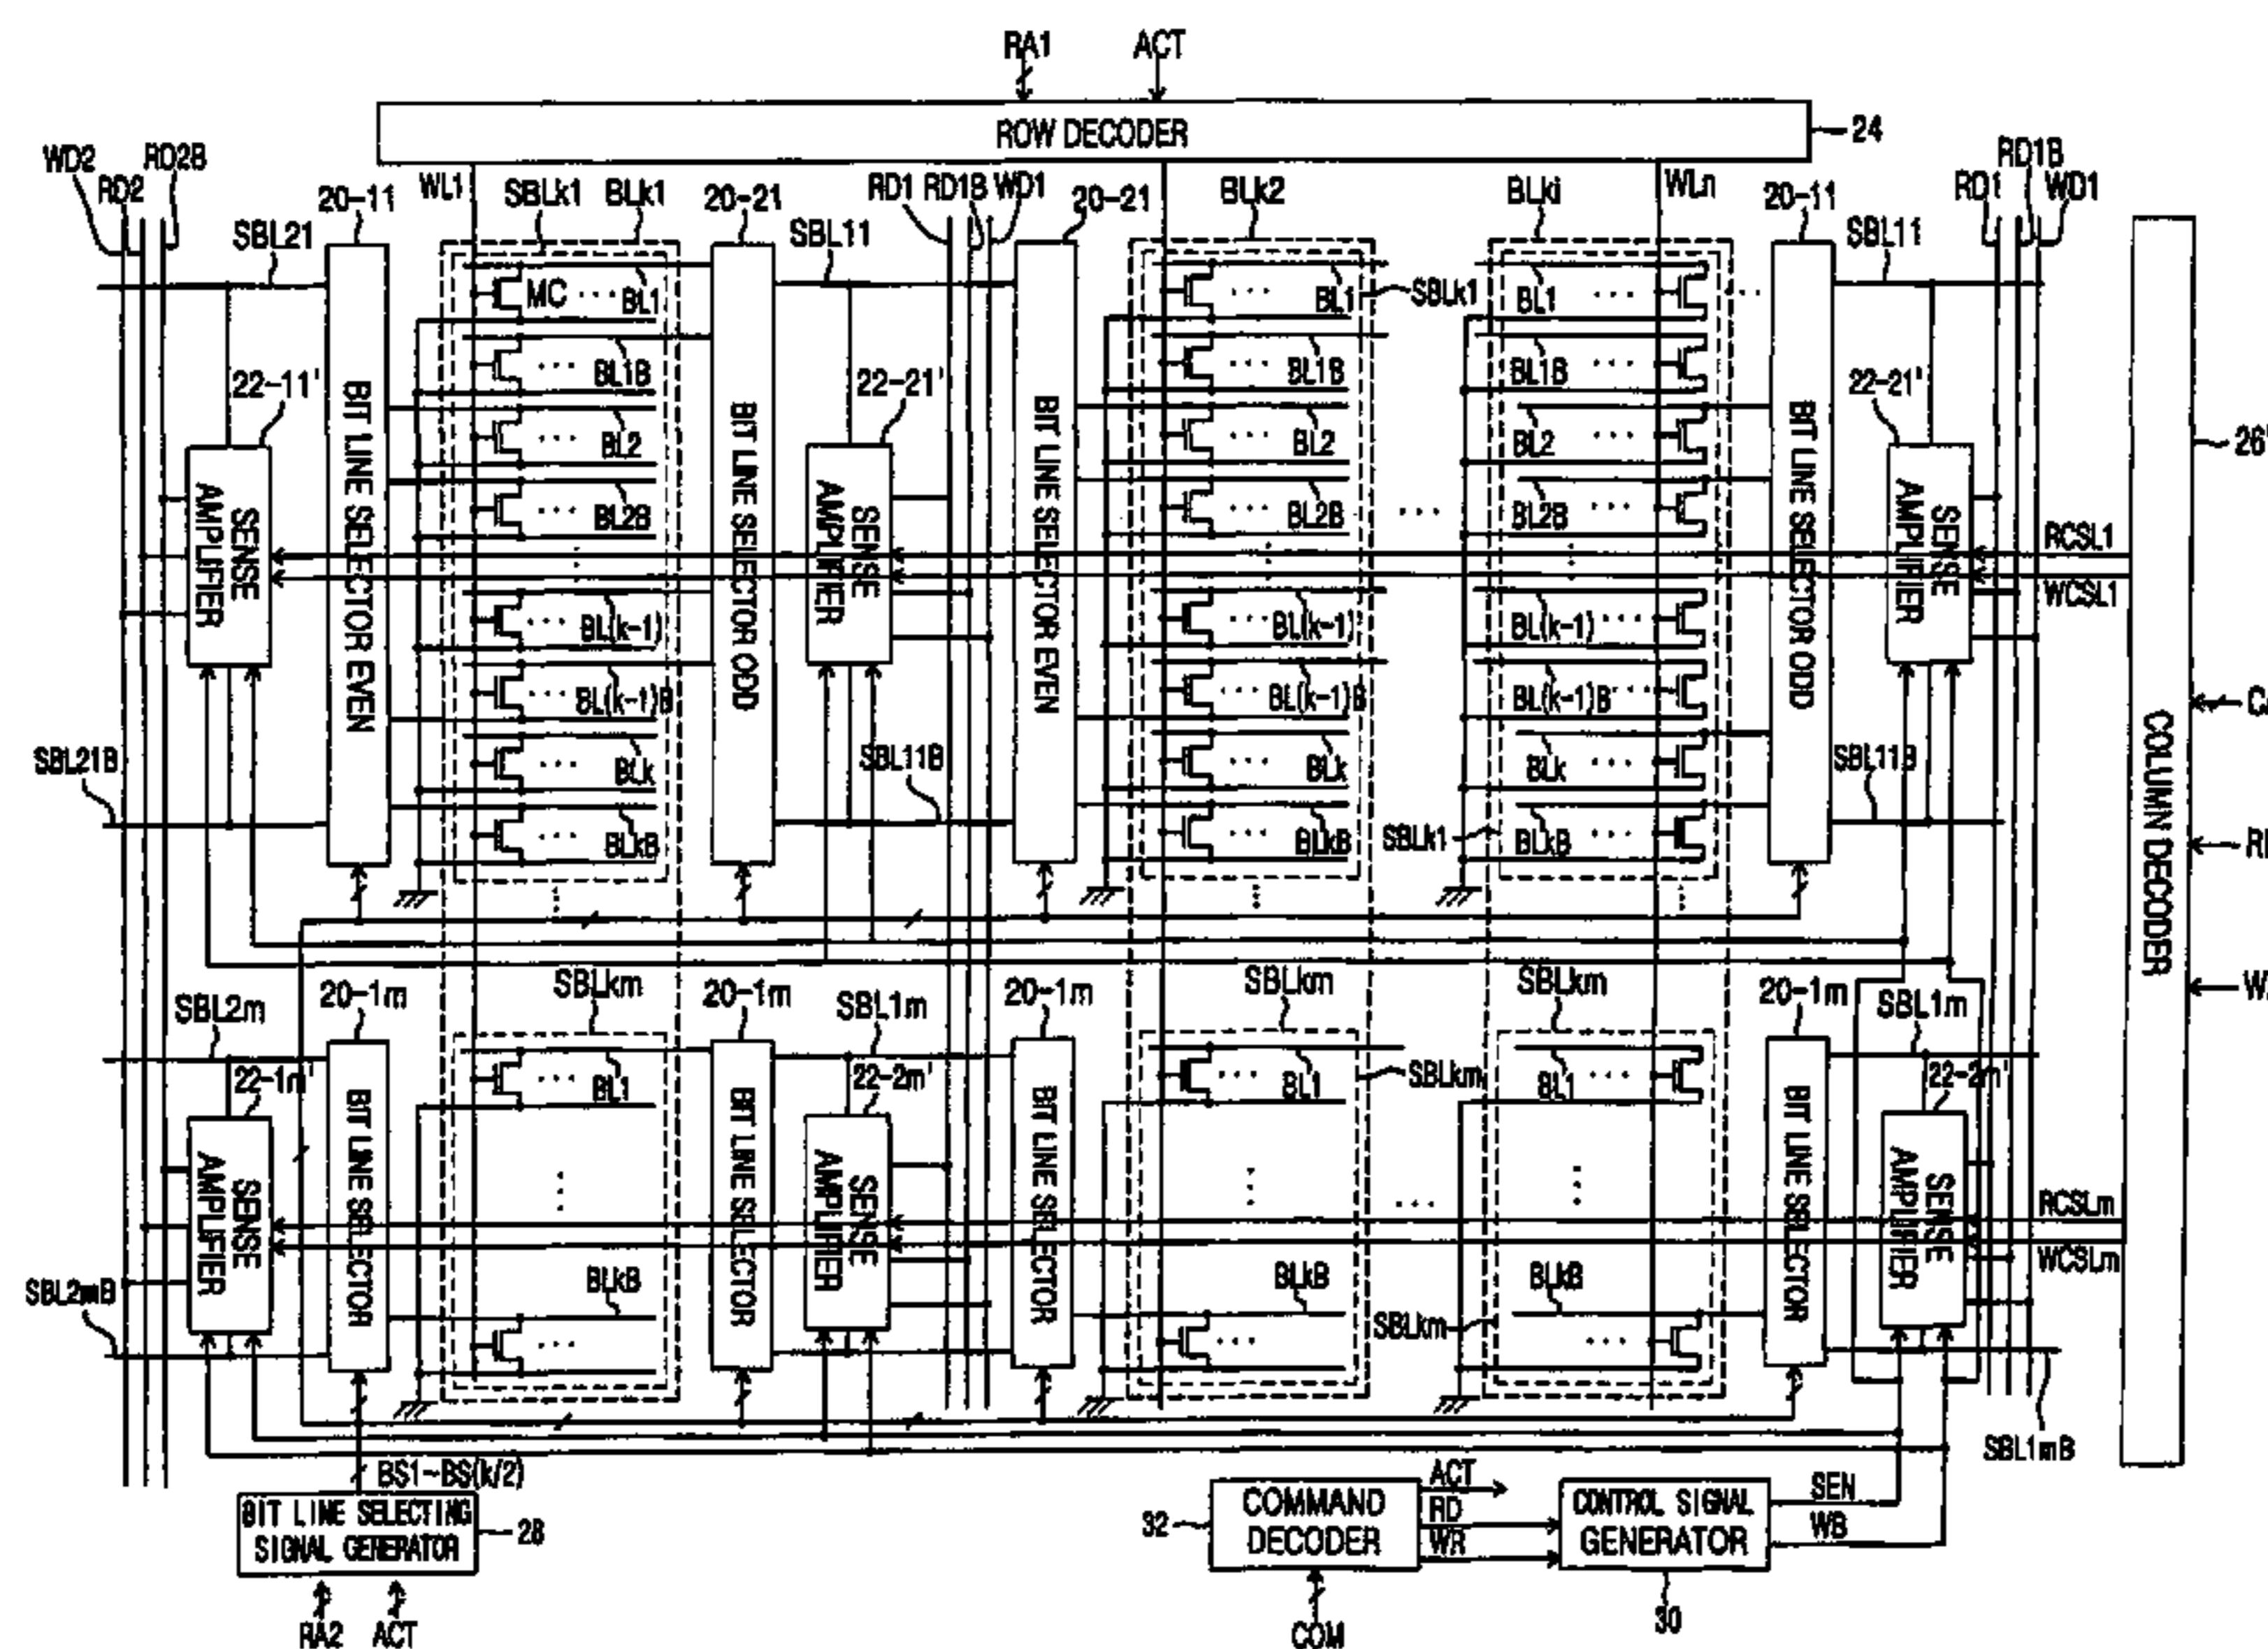 RA1 ACT
ROW DECODER
24
WD2 RD2 RD2B
20-11
WL1
SBLk1
BLk1
20-21
RD1 RD1B WD1
20-21
BLk2
BLki
WLn
20-11
RD1 RD1B WD1
SBL21
SBL11
SBL11
MC ... BL1
BL1 SBLk1
BL1 ...
... BL1B
... BL1B
BL1B ...
22-11'
22-21'
22-21'
26'
... BL2
... BL2
BL2 ...
... BL2B
... BL2B
BL2B ...
BIT LINE SELECTOR EVEN
BIT LINE SELECTOR ODD
BIT LINE SELECTOR EVEN
BIT LINE SELECTOR ODD
SENSE AMPLIFIER
SENSE AMPLIFIER
SENSE AMPLIFIER
RCSL1
WCSL1
... BL(k-1)
... BL(k-1)
BL(k-1) ...
... BL(k-1)B
... BL(k-1)B
BL(k-1)B ...
COLUMN DECODER
SBL21B
... BLk
SBL11B
... BLk
BLk ...
SBL11B
... BLkB
... BLkB
SBLk1
BLkB ...
SBL2m
20-1m
SBLkm
20-1m
SBL1m
20-1m
SBLkm
SBLkm
20-1m
SBL1m
22-1m'
... BL1
22-2m'
... BL1
SBLkm
BL1 ...
22-2m'
BIT LINE SELECTOR
BIT LINE SELECTOR
BIT LINE SELECTOR
BIT LINE SELECTOR
SENSE AMPLIFIER
SENSE AMPLIFIER
SENSE AMPLIFIER
RCSLm
WCSLm
SBL2mB
BLkB
BLkB
BLkB
SBLkm
SBL1mB
BS1~BS(k/2)
BIT LINE SELECTING
SIGNAL GENERATOR
28
RA2 ACT
32
COMMAND
DECODER
ACT
RD
WR
COM
CONTROL SIGNAL
GENERATOR
SEN
WB
30